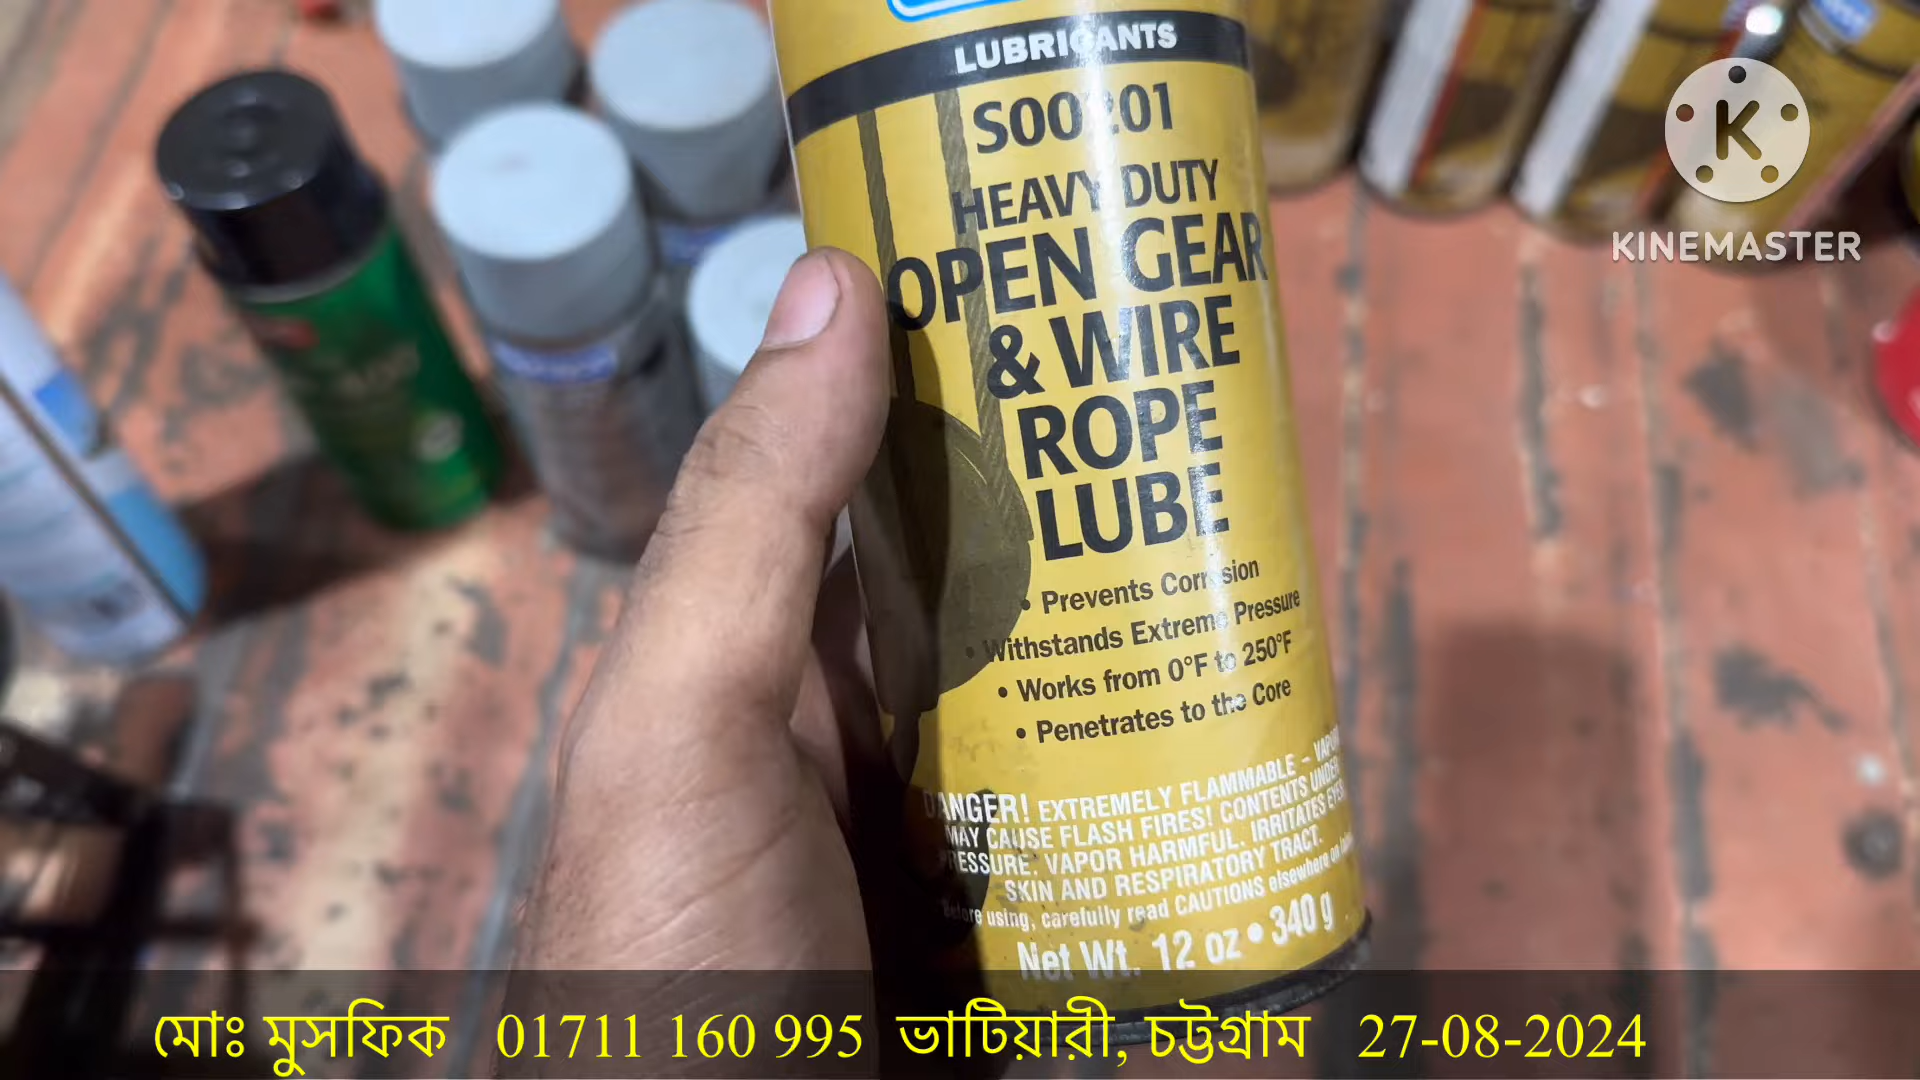 LUBRICANTS
S00201
HEAVY DUTY
OPEN GEAR
& WIRE
ROPE
LUBE
• Prevents Corrosion
• Withstands Extreme Pressure
• Works from 0°F to 250°F
• Penetrates to the Core
DANGER! EXTREMELY FLAMMABLE – VAPOR
MAY CAUSE FLASH FIRES! CONTENTS UNDER
PRESSURE. VAPOR HARMFUL. IRRITATES EYES,
SKIN AND RESPIRATORY TRACT.
Before using, carefully read CAUTIONS elsewhere on label.
Net Wt. 12 oz • 340 g
K
KINEMASTER
মোঃ মুসফিক 01711 160 995 ভাটিয়ারী, চট্টগ্রাম 27-08-2024